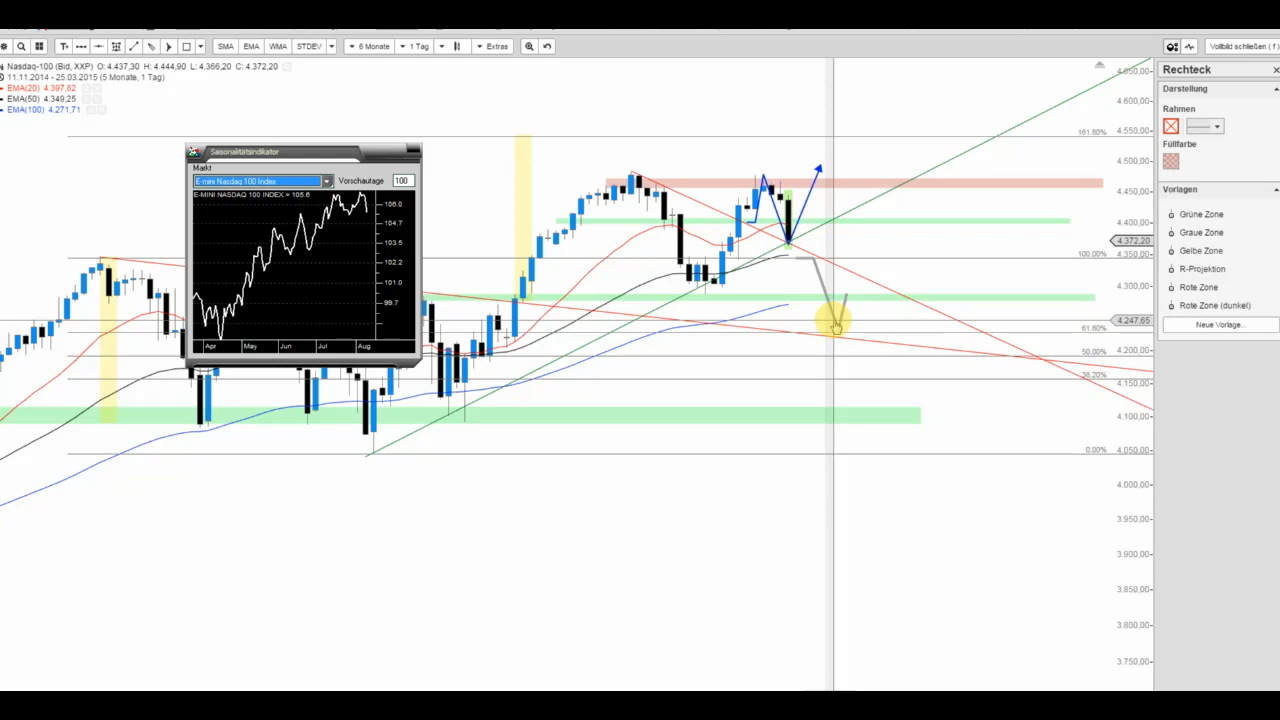 SMA EMA WMA STDEV 6 Monate 1 Tag Extras Vollbild schließen ( f )
Nasdaq-100 (Bid, XXP) O: 4.437,30 H: 4.444,90 L: 4.366,20 C: 4.372,20
11.11.2014 - 25.03.2015 (5 Monate, 1 Tag)
EMA(20) 4.397,82
EMA(50) 4.349,25
EMA(100) 4.271,71
Saisonalitätsindikator
Markt
E-mini Nasdaq 100 Index Vorschautage 100
E-MINI NASDAQ 100 INDEX = 105.6
106.0
104.7
103.5
102.2
101.0
99.7
Apr May Jun Jul Aug
161.80%
100.00%
61.80%
50.00%
38.20%
0.00%
4.650,00
4.600,00
4.550,00
4.500,00
4.450,00
4.400,00
4.372,20
4.350,00
4.300,00
4.247,65
4.200,00
4.150,00
4.100,00
4.050,00
4.000,00
3.950,00
3.900,00
3.850,00
3.800,00
3.750,00
Rechteck
Darstellung
Rahmen
Füllfarbe
Vorlagen
Grüne Zone
Graue Zone
Gelbe Zone
R-Projektion
Rote Zone
Rote Zone (dunkel)
Neue Vorlage...